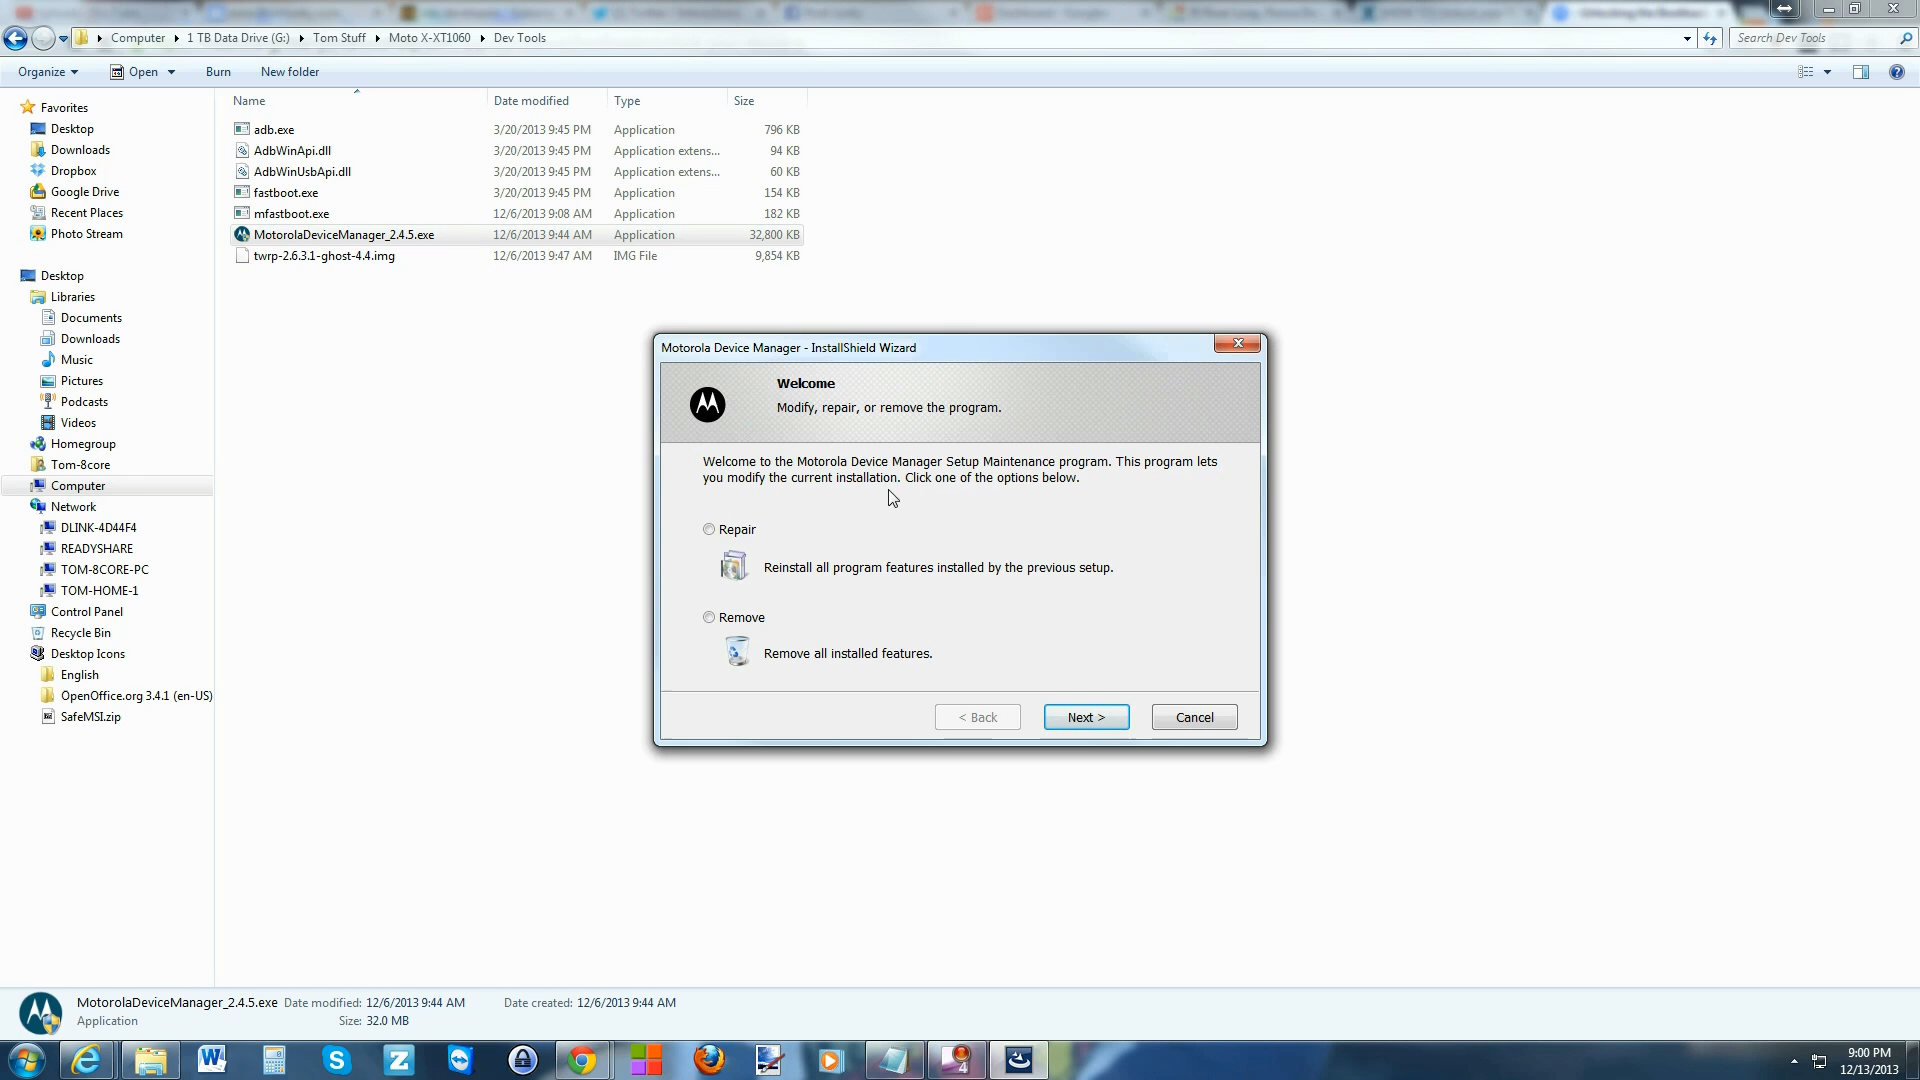 Computer
1 TB Data Drive (G:)
Tom Stuff
Moto X-XT1060
Dev Tools
Search Dev Tools
Organize
Open
Burn
New folder
Name
Date modified
Type
Size
adb.exe 3/20/2013 9:45 PM Application 796 KB
AdbWinApi.dll 3/20/2013 9:45 PM Application extens... 94 KB
AdbWinUsbApi.dll 3/20/2013 9:45 PM Application extens... 60 KB
fastboot.exe 3/20/2013 9:45 PM Application 154 KB
mfastboot.exe 12/6/2013 9:08 AM Application 182 KB
MotorolaDeviceManager_2.4.5.exe 12/6/2013 9:44 AM Application 32,800 KB
twrp-2.6.3.1-ghost-4.4.img 12/6/2013 9:47 AM IMG File 9,854 KB
Favorites
Desktop
Downloads
Dropbox
Google Drive
Recent Places
Photo Stream
Desktop
Libraries
Documents
Downloads
Music
Pictures
Podcasts
Videos
Homegroup
Tom-8core
Computer
Network
DLINK-4D44F4
READYSHARE
TOM-8CORE-PC
TOM-HOME-1
Control Panel
Recycle Bin
Desktop Icons
English
OpenOffice.org 3.4.1 (en-US)
SafeMSI.zip
Motorola Device Manager - InstallShield Wizard
Welcome
Modify, repair, or remove the program.
Welcome to the Motorola Device Manager Setup Maintenance program. This program lets
you modify the current installation. Click one of the options below.
Repair
Reinstall all program features installed by the previous setup.
Remove
Remove all installed features.
< Back
Next >
Cancel
MotorolaDeviceManager_2.4.5.exe Date modified: 12/6/2013 9:44 AM Date created: 12/6/2013 9:44 AM
Application Size: 32.0 MB
9:00 PM
12/13/2013